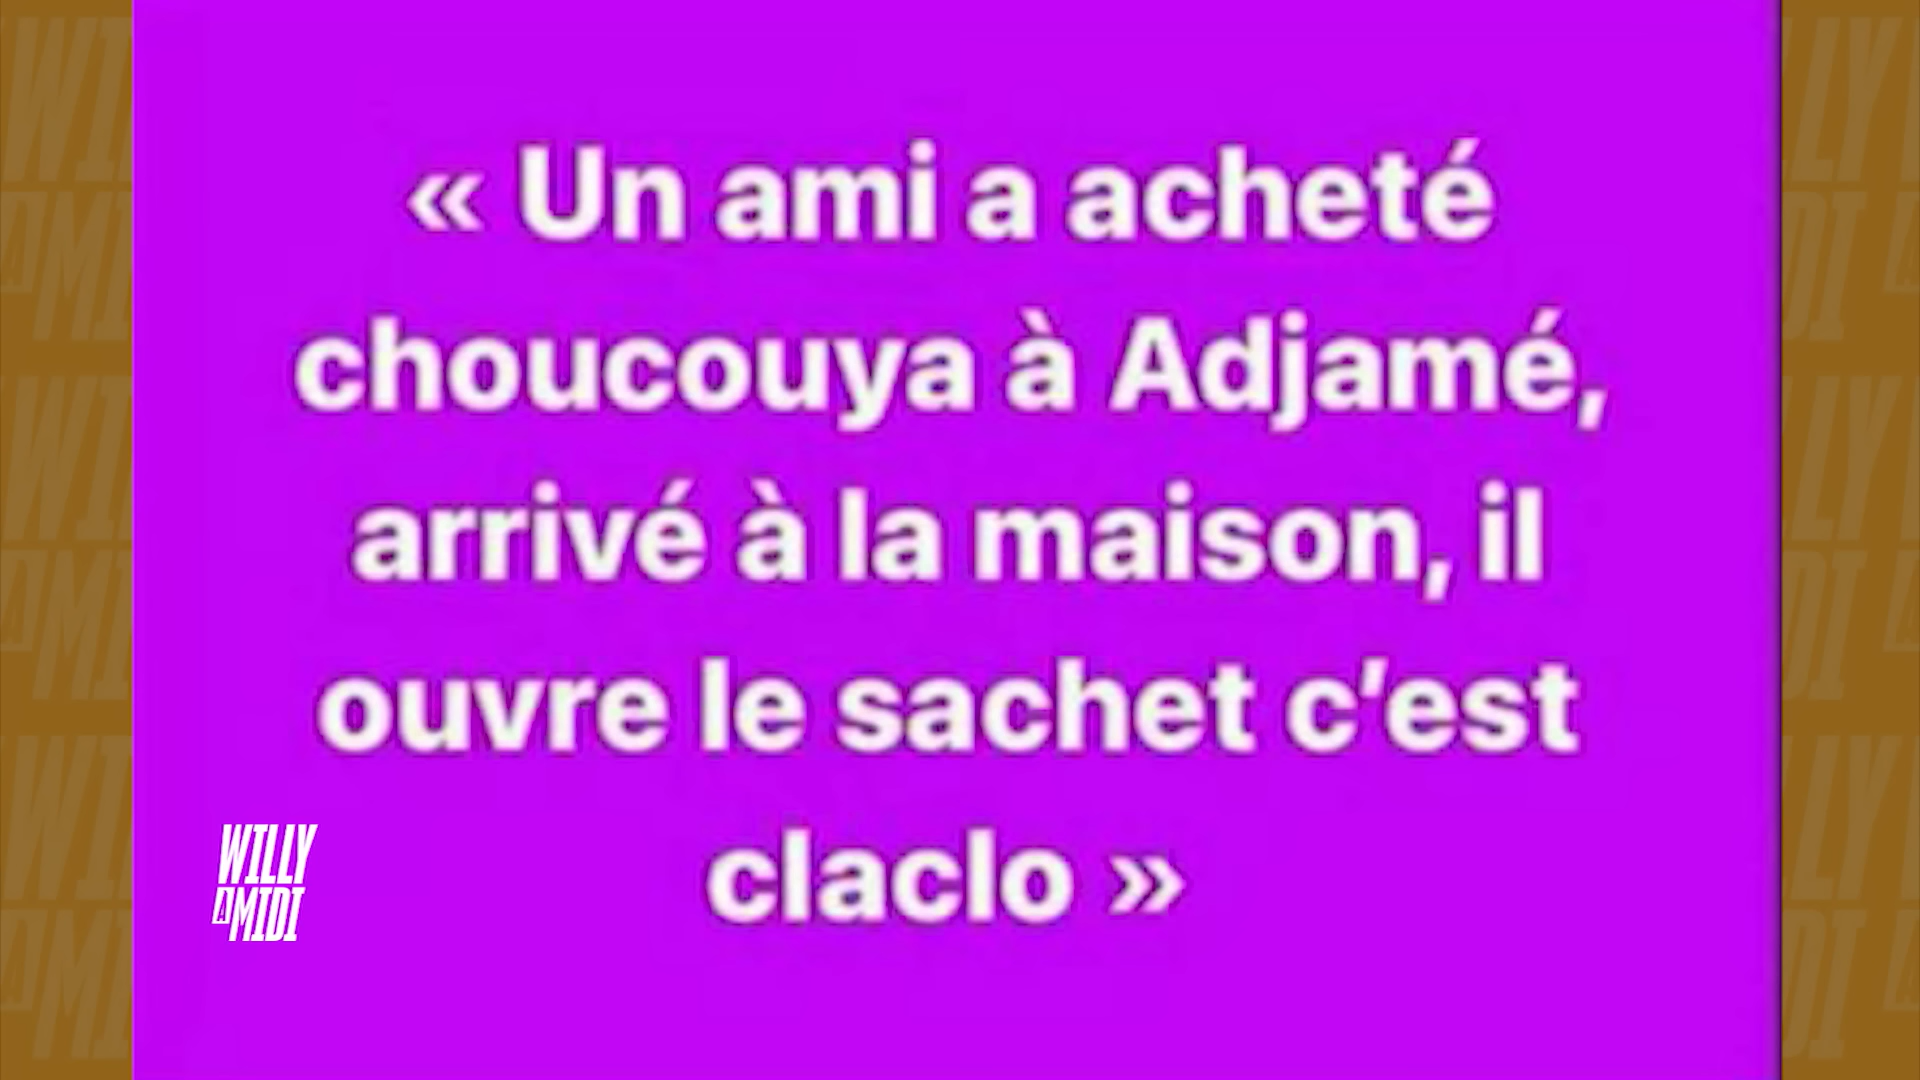 « Un ami a acheté
choucouya à Adjamé,
arrivé à la maison, il
ouvre le sachet c'est
claclo »
WILLY
A MIDI